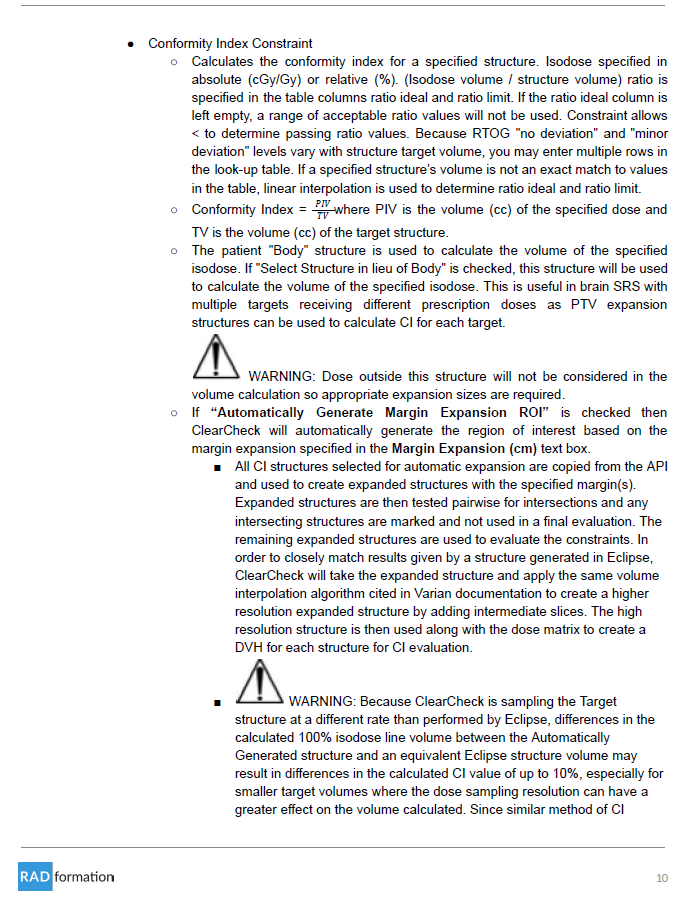 ● Conformity Index Constraint
○ Calculates the conformity index for a specified structure. Isodose specified in
absolute (cGy/Gy) or relative (%). (Isodose volume / structure volume) ratio is
specified in the table columns ratio ideal and ratio limit. If the ratio ideal column is
left empty, a range of acceptable ratio values will not be used. Constraint allows
< to determine passing ratio values. Because RTOG "no deviation" and "minor
deviation" levels vary with structure target volume, you may enter multiple rows in
the look-up table. If a specified structure's volume is not an exact match to values
in the table, linear interpolation is used to determine ratio ideal and ratio limit.
○ Conformity Index = PIV/TV where PIV is the volume (cc) of the specified dose and
TV is the volume (cc) of the target structure.
○ The patient "Body" structure is used to calculate the volume of the specified
isodose. If "Select Structure in lieu of Body" is checked, this structure will be used
to calculate the volume of the specified isodose. This is useful in brain SRS with
multiple targets receiving different prescription doses as PTV expansion
structures can be used to calculate CI for each target.
WARNING: Dose outside this structure will not be considered in the
volume calculation so appropriate expansion sizes are required.
○ If “Automatically Generate Margin Expansion ROI” is checked then
ClearCheck will automatically generate the region of interest based on the
margin expansion specified in the Margin Expansion (cm) text box.
■ All CI structures selected for automatic expansion are copied from the API
and used to create expanded structures with the specified margin(s).
Expanded structures are then tested pairwise for intersections and any
intersecting structures are marked and not used in a final evaluation. The
remaining expanded structures are used to evaluate the constraints. In
order to closely match results given by a structure generated in Eclipse,
ClearCheck will take the expanded structure and apply the same volume
interpolation algorithm cited in Varian documentation to create a higher
resolution expanded structure by adding intermediate slices. The high
resolution structure is then used along with the dose matrix to create a
DVH for each structure for CI evaluation.
■ WARNING: Because ClearCheck is sampling the Target
structure at a different rate than performed by Eclipse, differences in the
calculated 100% isodose line volume between the Automatically
Generated structure and an equivalent Eclipse structure volume may
result in differences in the calculated CI value of up to 10%, especially for
smaller target volumes where the dose sampling resolution can have a
greater effect on the volume calculated. Since similar method of CI
RADformation
10